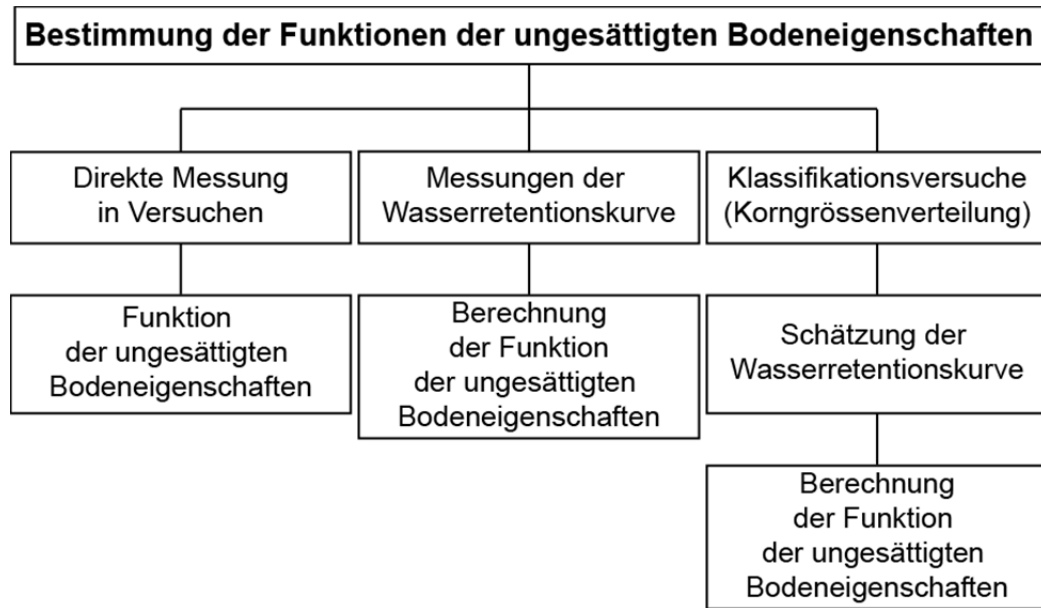 Bestimmung der Funktionen der ungesättigten Bodeneigenschaften
Direkte Messung
in Versuchen
Messungen der
Wasserretentionskurve
Klassifikationsversuche
(Korngrössenverteilung)
Funktion
der ungesättigten
Bodeneigenschaften
Berechnung
der Funktion
der ungesättigten
Bodeneigenschaften
Schätzung der
Wasserretentionskurve
Berechnung
der Funktion
der ungesättigten
Bodeneigenschaften